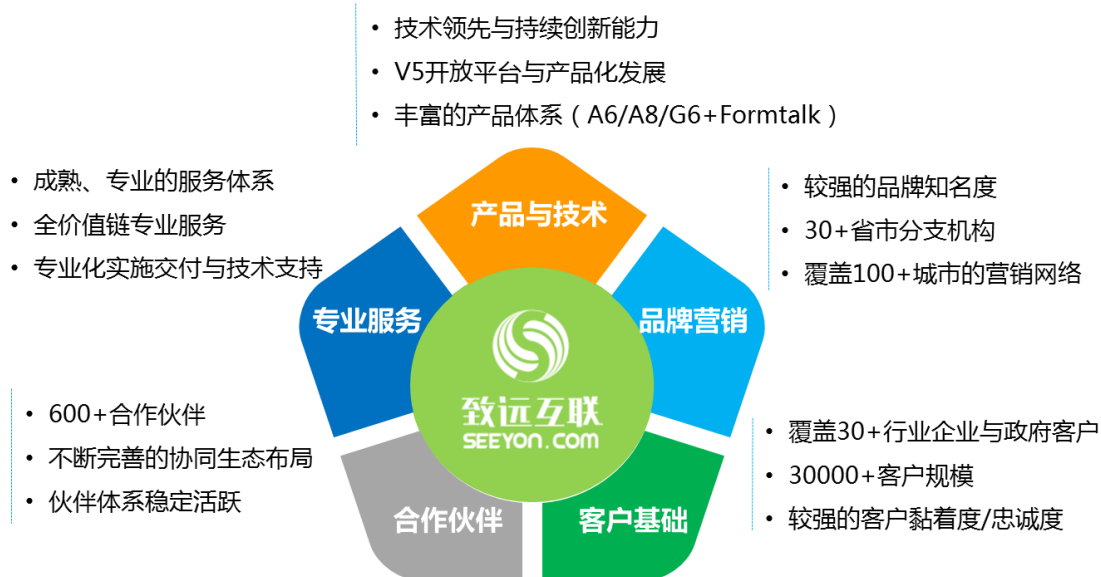 • 技术领先与持续创新能力
• V5开放平台与产品化发展
• 丰富的产品体系（A6/A8/G6+Formtalk）
产品与技术
• 成熟、专业的服务体系
• 全价值链专业服务
• 专业化实施交付与技术支持
专业服务
• 较强的品牌知名度
• 30+省市分支机构
• 覆盖100+城市的营销网络
品牌营销
致远互联
SEEYON.COM
• 600+合作伙伴
• 不断完善的协同生态布局
• 伙伴体系稳定活跃
合作伙伴
• 覆盖30+行业企业与政府客户
• 30000+客户规模
• 较强的客户黏着度/忠诚度
客户基础